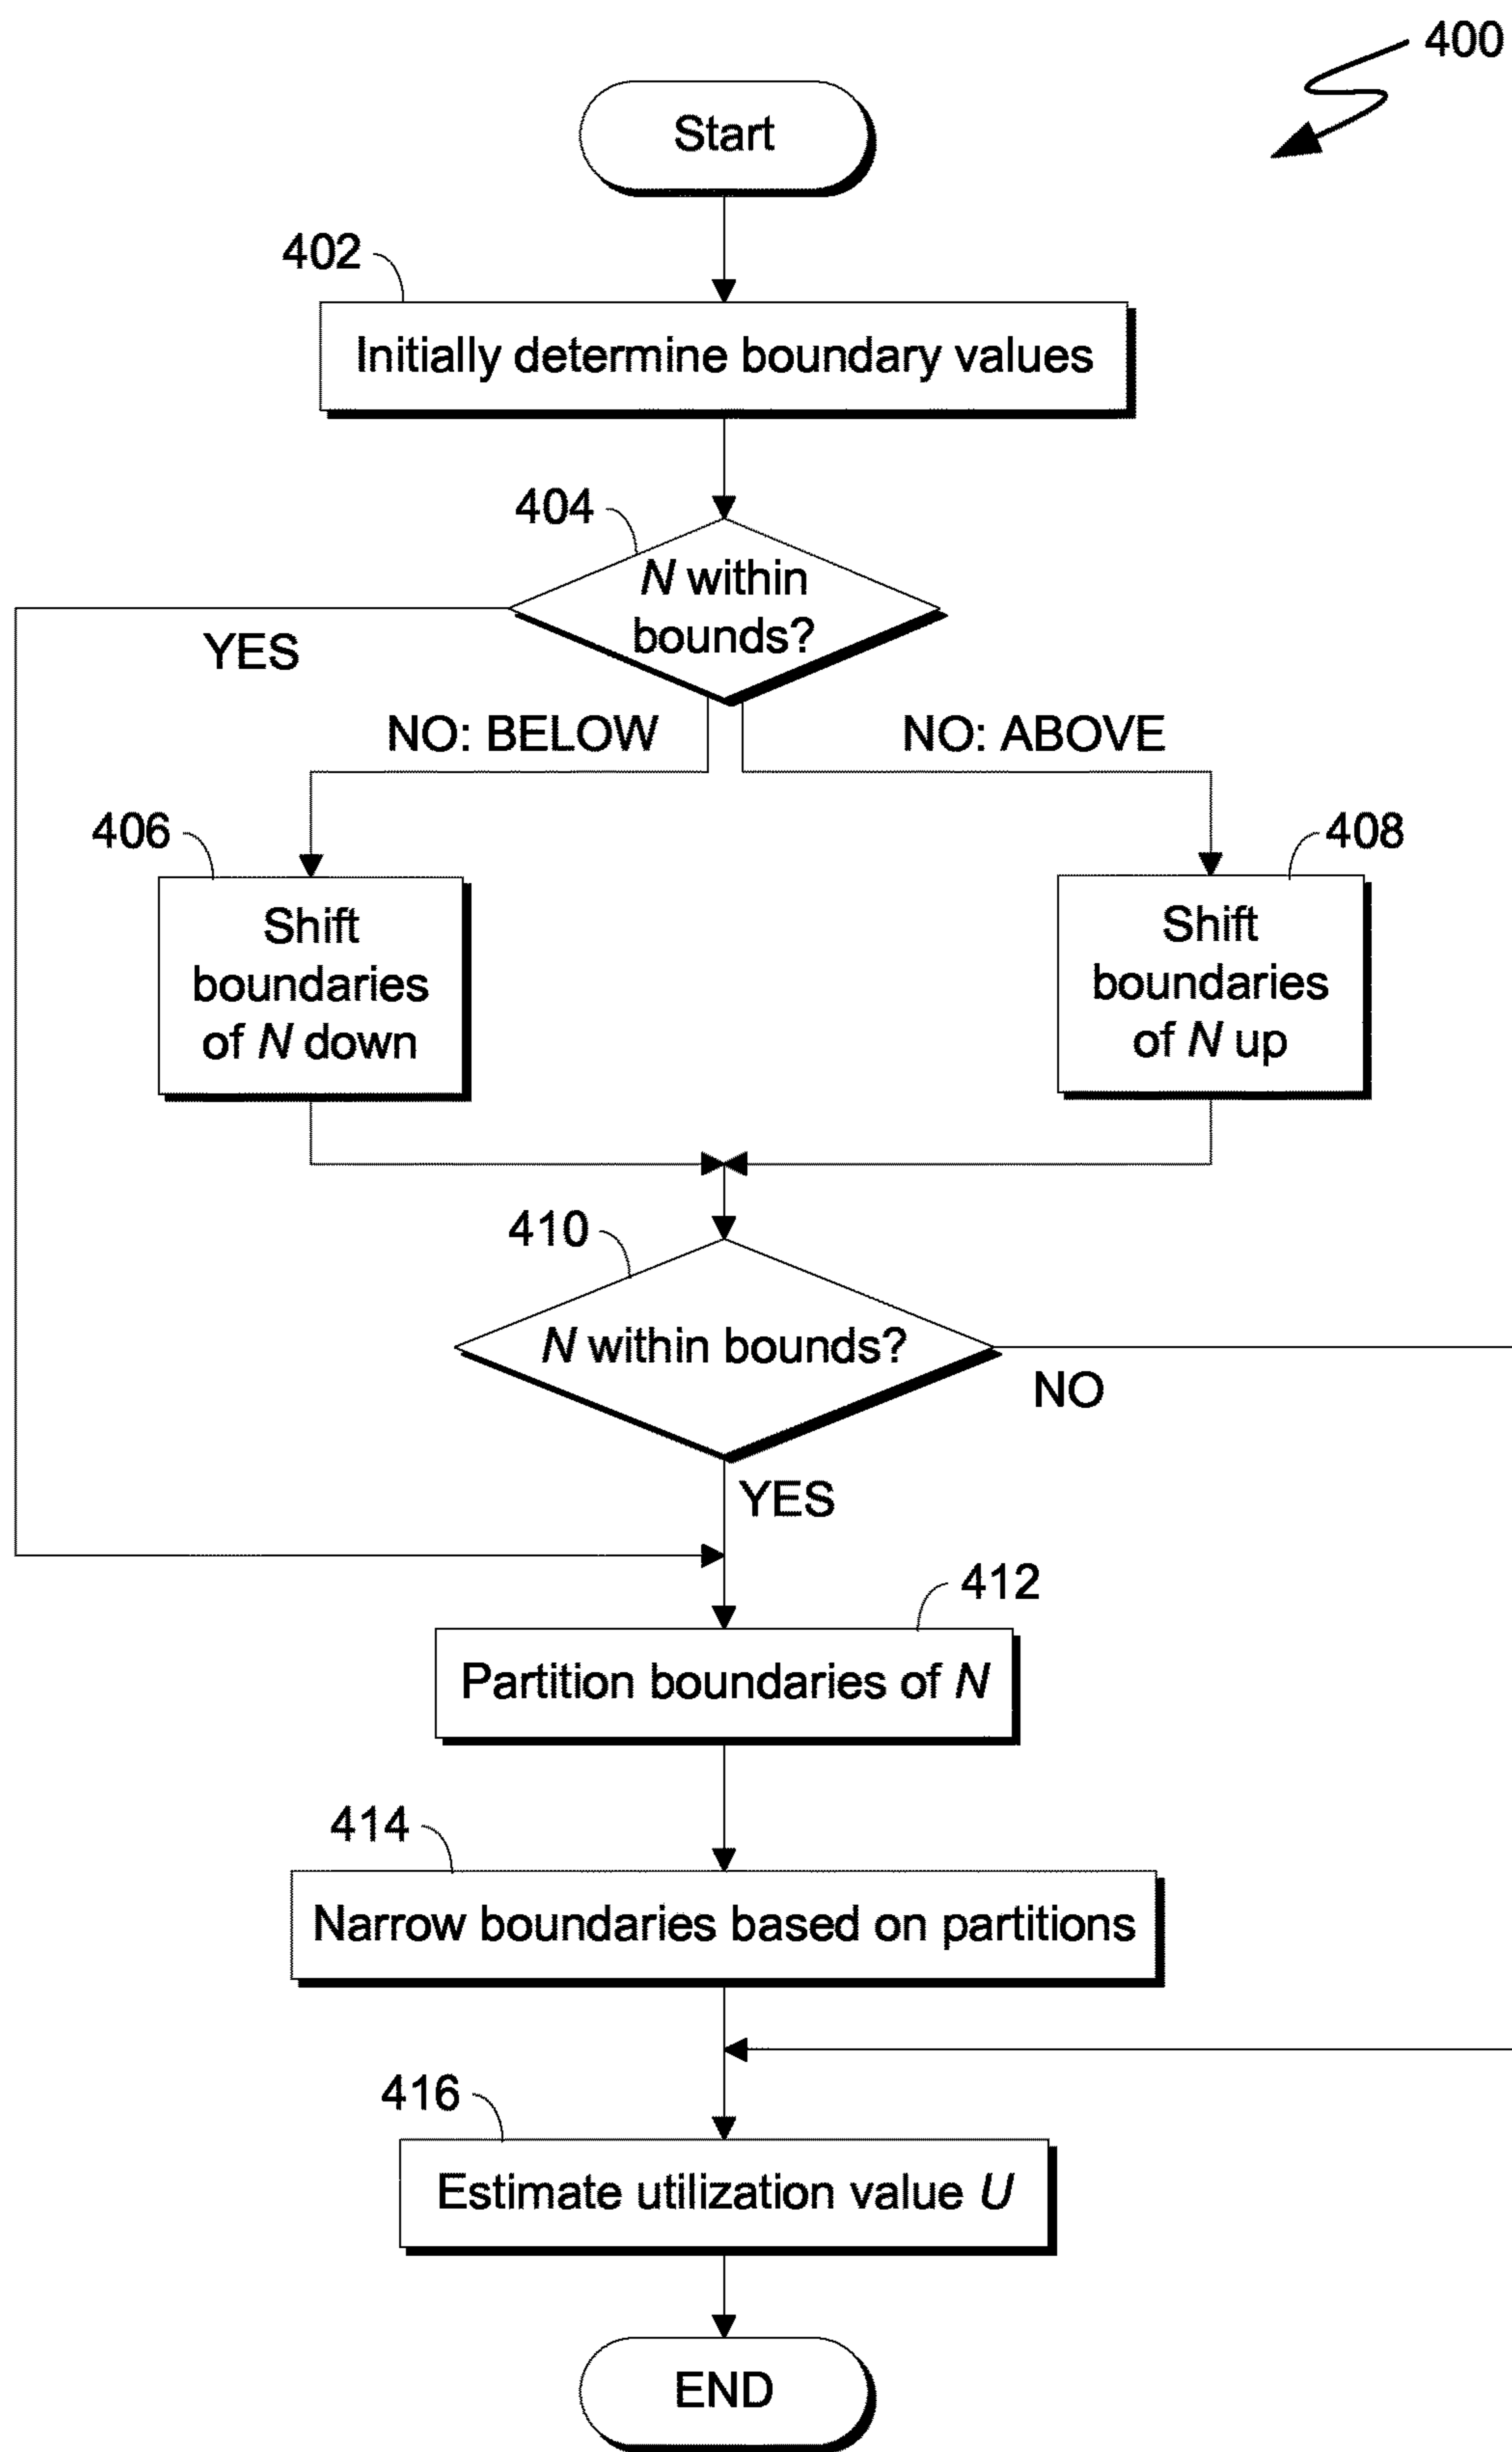 400
Start
402
Initially determine boundary values
404
N within
bounds?
YES
NO: BELOW
NO: ABOVE
406
408
Shift
boundaries
of N down
Shift
boundaries
of N up
410
N within bounds?
NO
YES
412
Partition boundaries of N
414
Narrow boundaries based on partitions
416
Estimate utilization value U
END